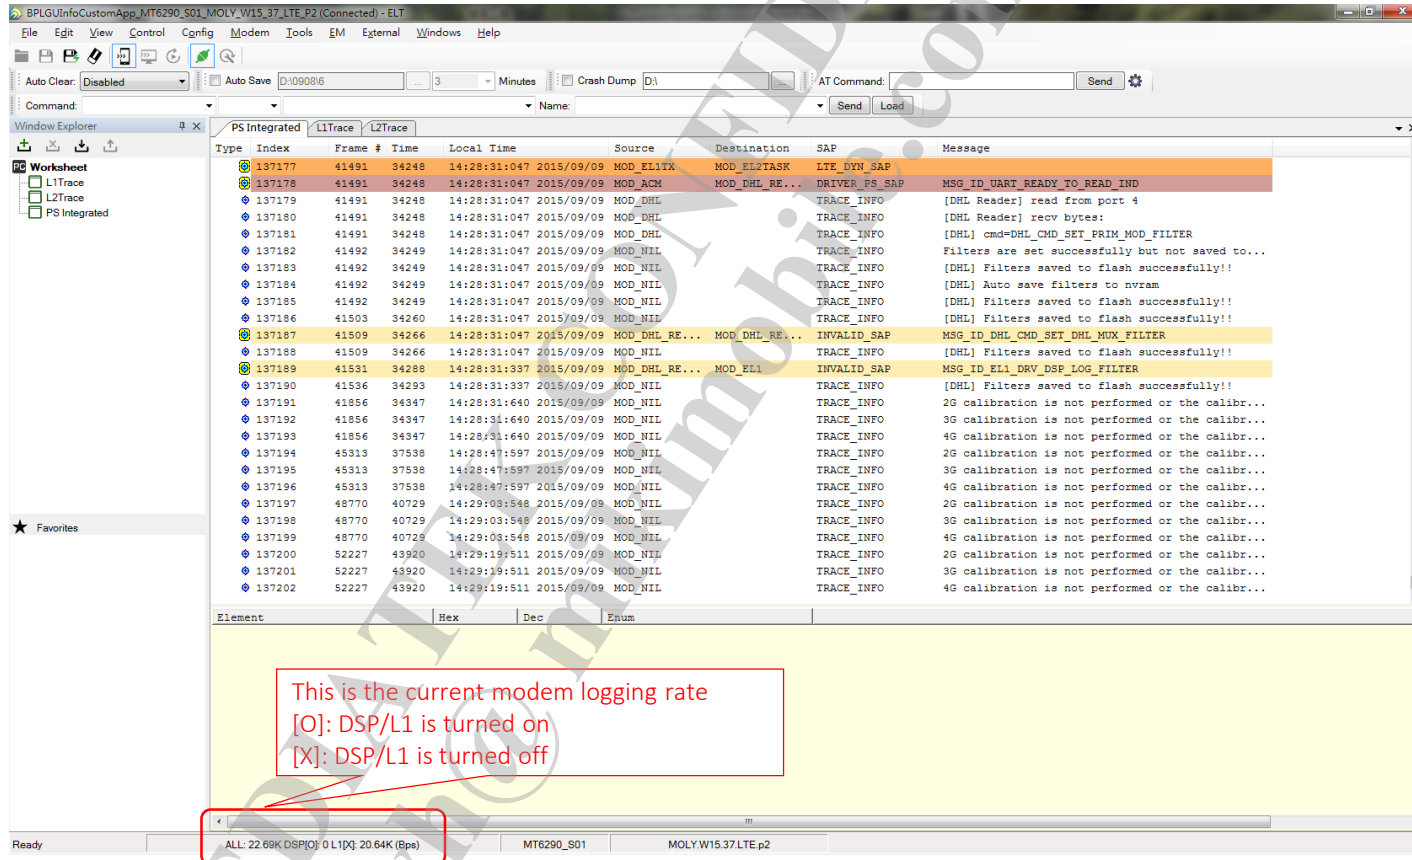 BPLGUInfoCustomApp_MT6290_S01_MOLY_W15_37_LTE_P2 (Connected) - ELT
File Edit View Control Config Modem Tools EM External Windows Help
Auto Clear: Disabled Auto Save D:\0908\6 ... 3 Minutes Crash Dump D:\ ... AT Command: Send
Command: Name: Send Load
Window Explorer
PS Integrated L1Trace L2Trace
Worksheet
L1Trace
L2Trace
PS Integrated
Favorites
Type Index Frame # Time Local Time Source Destination SAP Message
137177 41491 34248 14:28:31:047 2015/09/09 MOD_EL1TX MOD_EL2TASK LTE_DYN_SAP
137178 41491 34248 14:28:31:047 2015/09/09 MOD_ACM MOD_DHL_RE... DRIVER_PS_SAP MSG_ID_UART_READY_TO_READ_IND
137179 41491 34248 14:28:31:047 2015/09/09 MOD_DHL TRACE_INFO [DHL Reader] read from port 4
137180 41491 34248 14:28:31:047 2015/09/09 MOD_DHL TRACE_INFO [DHL Reader] recv bytes:
137181 41491 34248 14:28:31:047 2015/09/09 MOD_DHL TRACE_INFO [DHL] cmd=DHL_CMD_SET_PRIM_MOD_FILTER
137182 41492 34249 14:28:31:047 2015/09/09 MOD_NIL TRACE_INFO Filters are set successfully but not saved to...
137183 41492 34249 14:28:31:047 2015/09/09 MOD_NIL TRACE_INFO [DHL] Filters saved to flash successfully!!
137184 41492 34249 14:28:31:047 2015/09/09 MOD_NIL TRACE_INFO [DHL] Auto save filters to nvram
137185 41492 34249 14:28:31:047 2015/09/09 MOD_NIL TRACE_INFO [DHL] Filters saved to flash successfully!!
137186 41503 34260 14:28:31:047 2015/09/09 MOD_NIL TRACE_INFO [DHL] Filters saved to flash successfully!!
137187 41509 34266 14:28:31:047 2015/09/09 MOD_DHL_RE... MOD_DHL_RE... INVALID_SAP MSG_ID_DHL_CMD_SET_DHL_MUX_FILTER
137188 41509 34266 14:28:31:047 2015/09/09 MOD_NIL TRACE_INFO [DHL] Filters saved to flash successfully!!
137189 41531 34288 14:28:31:337 2015/09/09 MOD_DHL_RE... MOD_EL1 INVALID_SAP MSG_ID_EL1_DRV_DSP_LOG_FILTER
137190 41536 34293 14:28:31:337 2015/09/09 MOD_NIL TRACE_INFO [DHL] Filters saved to flash successfully!!
137191 41856 34347 14:28:31:640 2015/09/09 MOD_NIL TRACE_INFO 2G calibration is not performed or the calibr...
137192 41856 34347 14:28:31:640 2015/09/09 MOD_NIL TRACE_INFO 3G calibration is not performed or the calibr...
137193 41856 34347 14:28:31:640 2015/09/09 MOD_NIL TRACE_INFO 4G calibration is not performed or the calibr...
137194 45313 37538 14:28:47:597 2015/09/09 MOD_NIL TRACE_INFO 2G calibration is not performed or the calibr...
137195 45313 37538 14:28:47:597 2015/09/09 MOD_NIL TRACE_INFO 3G calibration is not performed or the calibr...
137196 45313 37538 14:28:47:597 2015/09/09 MOD_NIL TRACE_INFO 4G calibration is not performed or the calibr...
137197 48770 40729 14:29:03:548 2015/09/09 MOD_NIL TRACE_INFO 2G calibration is not performed or the calibr...
137198 48770 40729 14:29:03:548 2015/09/09 MOD_NIL TRACE_INFO 3G calibration is not performed or the calibr...
137199 48770 40729 14:29:03:548 2015/09/09 MOD_NIL TRACE_INFO 4G calibration is not performed or the calibr...
137200 52227 43920 14:29:19:511 2015/09/09 MOD_NIL TRACE_INFO 2G calibration is not performed or the calibr...
137201 52227 43920 14:29:19:511 2015/09/09 MOD_NIL TRACE_INFO 3G calibration is not performed or the calibr...
137202 52227 43920 14:29:19:511 2015/09/09 MOD_NIL TRACE_INFO 4G calibration is not performed or the calibr...
Element Hex Dec Enum
This is the current modem logging rate
[O]: DSP/L1 is turned on
[X]: DSP/L1 is turned off
Ready ALL: 22.69K DSP[O]: 0 L1[X]: 20.64K (Bps) MT6290_S01 MOLY.W15.37.LTE.p2